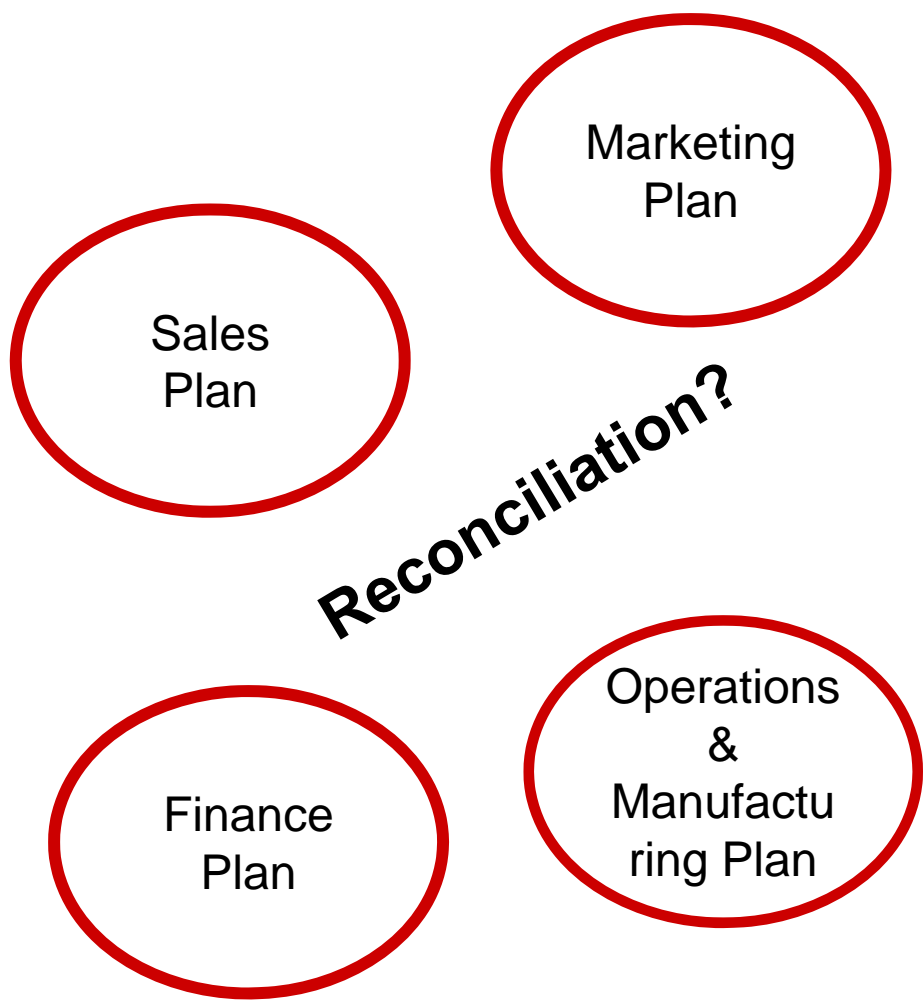 Marketing
Plan
Sales
Plan
Reconciliation?
Operations
&
Manufactu
ring Plan
Finance
Plan